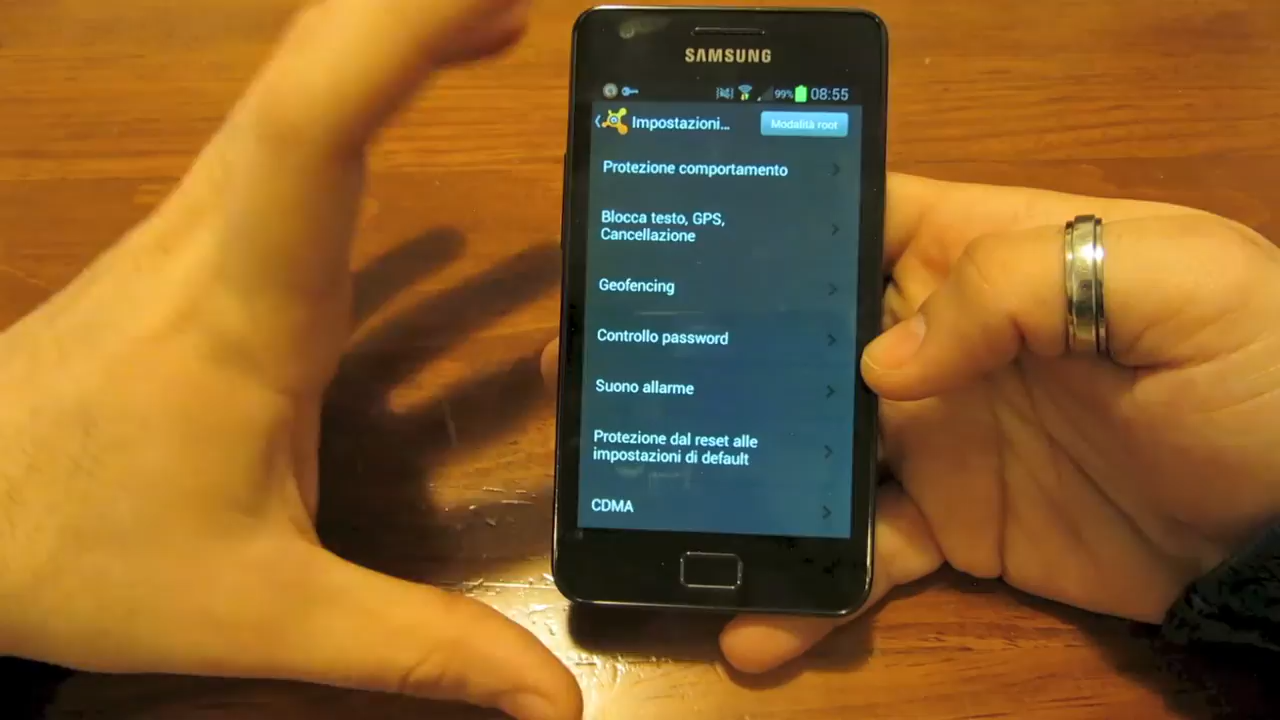 SAMSUNG
99% 08:55
Impostazioni... Modalità root
Protezione comportamento
Blocca testo, GPS,
Cancellazione
Geofencing
Controllo password
Suono allarme
Protezione dal reset alle
impostazioni di default
CDMA